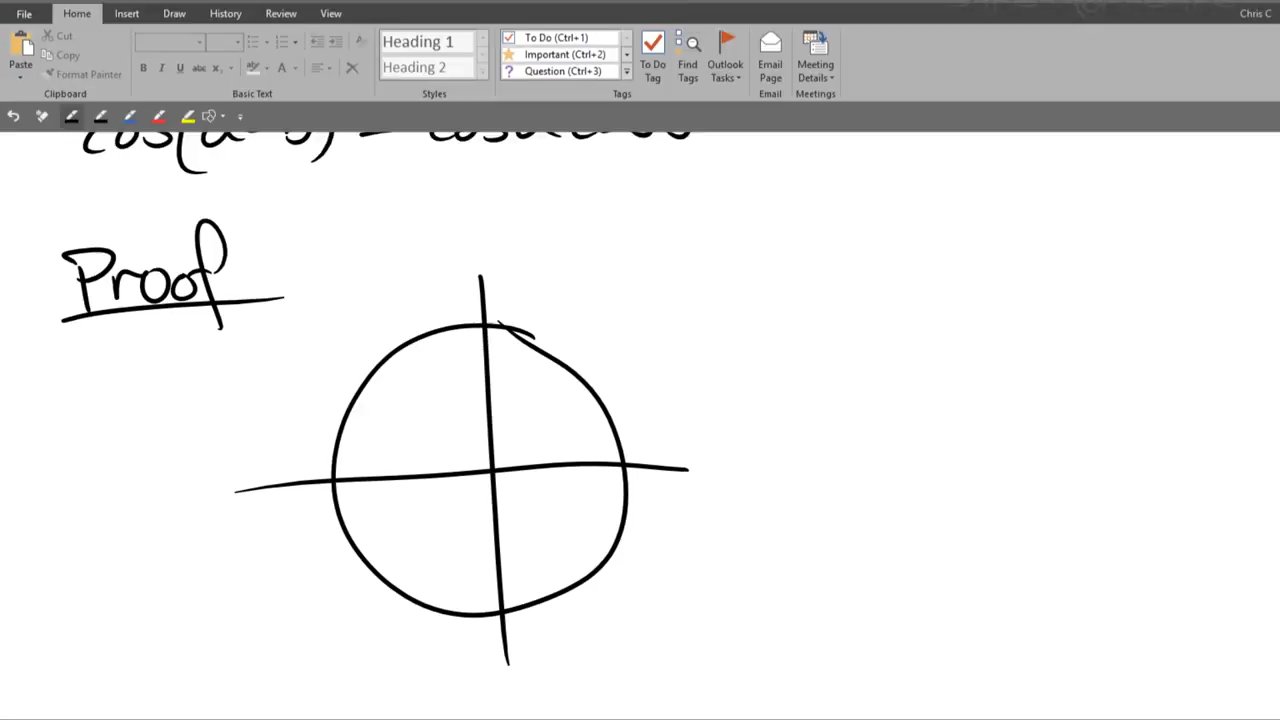 File Home Insert Draw History Review View Chris C
Cut
Copy
Format Painter
Paste
Clipboard
B I U abc x₂ A
Basic Text
Heading 1
Heading 2
Styles
To Do (Ctrl+1)
Important (Ctrl+2)
Question (Ctrl+3)
To Do Tag
Find Tags
Outlook Tasks
Tags
Email Page
Email
Meeting Details
Meetings
Proof